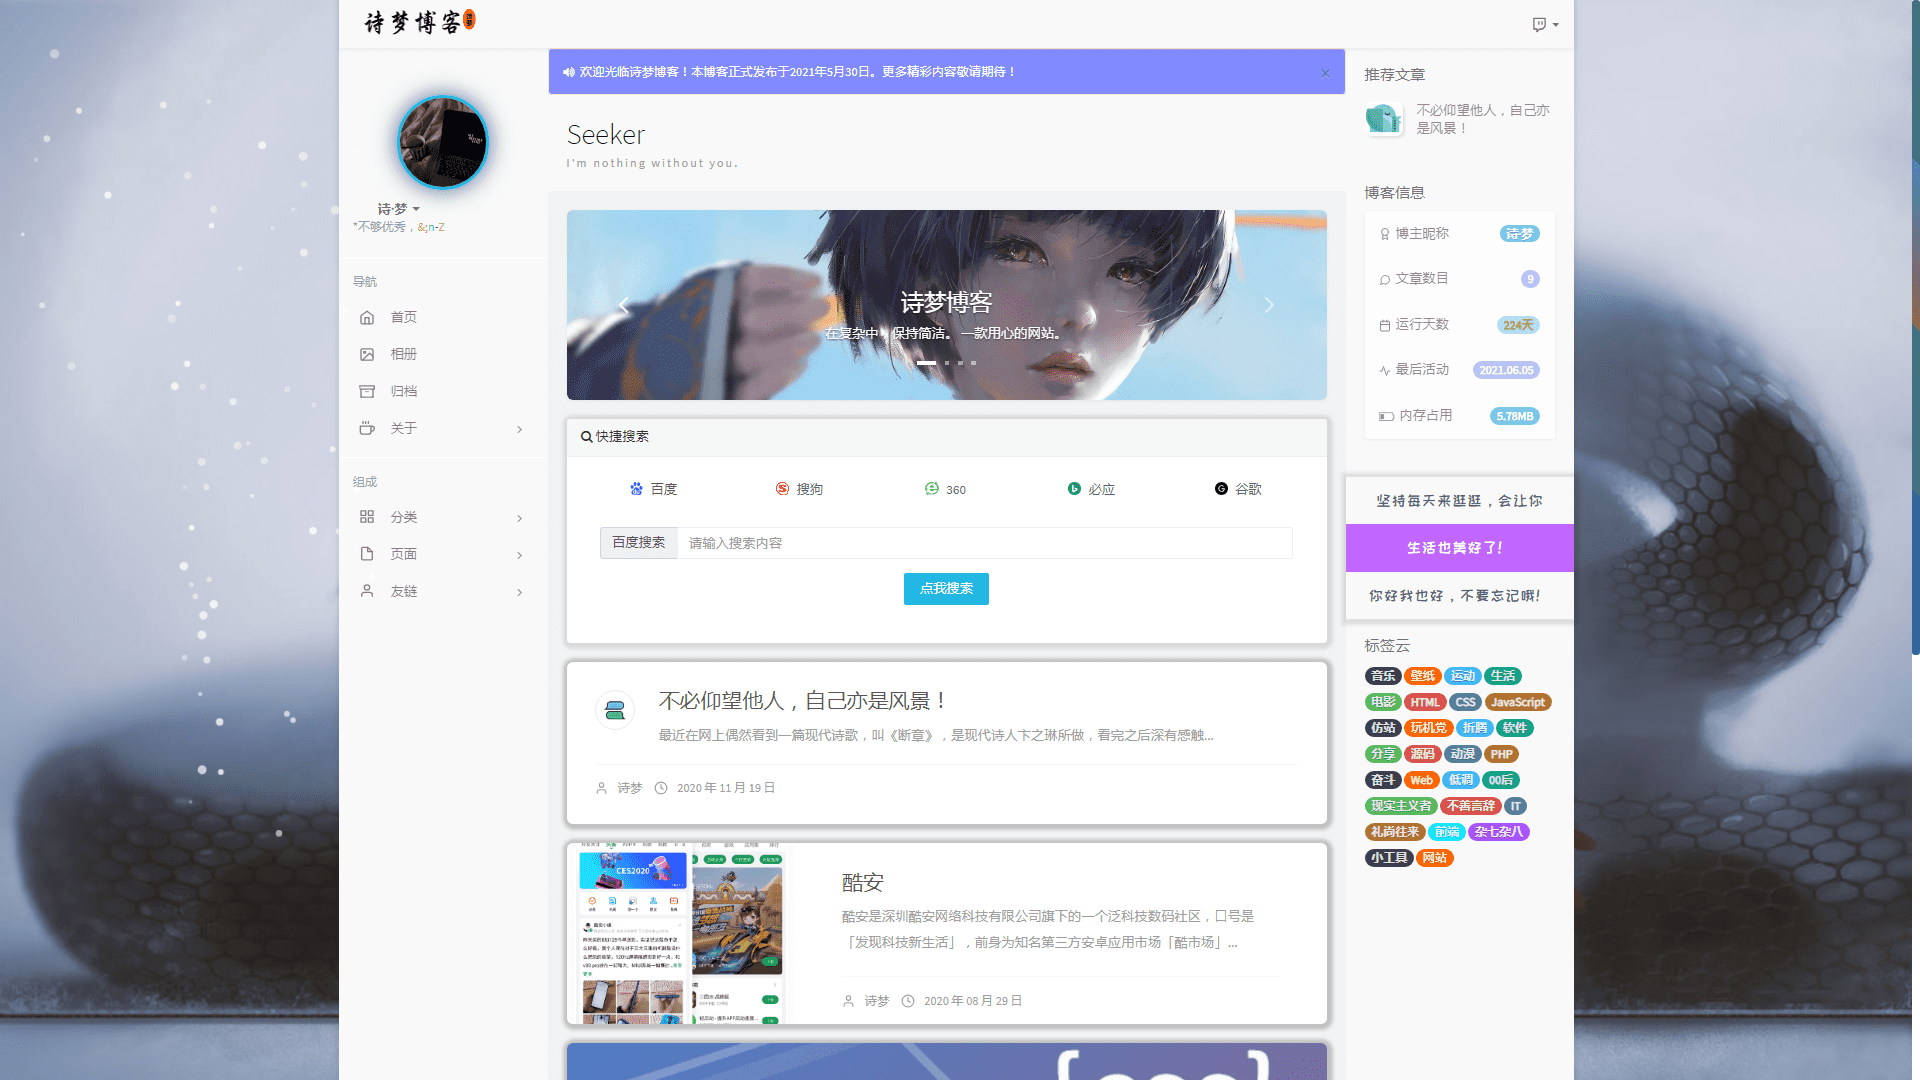 诗梦博客
欢迎光临诗梦博客！本博客正式发布于2021年5月30日。更多精彩内容敬请期待！
×
诗·梦
*不够优秀，&;n-Z
导航
首页
相册
归档
关于
组成
分类
页面
友链
Seeker
I'm nothing without you.
诗梦博客
在复杂中，保持简洁。一款用心的网站。
快捷搜索
百度 搜狗 360 必应 谷歌
百度搜索 请输入搜索内容
点我搜索
不必仰望他人，自己亦是风景！
最近在网上偶然看到一篇现代诗歌，叫《断章》，是现代诗人卞之琳所做，看完之后深有感触...
诗梦 2020 年 11 月 19 日
CES2020
酷安
酷安是深圳酷安网络科技有限公司旗下的一个泛科技数码社区，口号是
「发现科技新生活」，前身为知名第三方安卓应用市场「酷市场」...
诗梦 2020 年 08 月 29 日
推荐文章
不必仰望他人，自己亦
是风景！
博客信息
博主昵称 诗·梦
文章数目 9
运行天数 224天
最后活动 2021.06.05
内存占用 5.78MB
坚持每天来逛逛，会让你
生活也美好了!
你好我也好，不要忘记哦!
标签云
音乐 壁纸 运动 生活
电影 HTML CSS JavaScript
仿站 玩机党 折腾 软件
分享 源码 动漫 PHP
奋斗 Web 低调 00后
现实主义者 不善言辞 IT
礼尚往来 前端 杂七杂八
小工具 网站